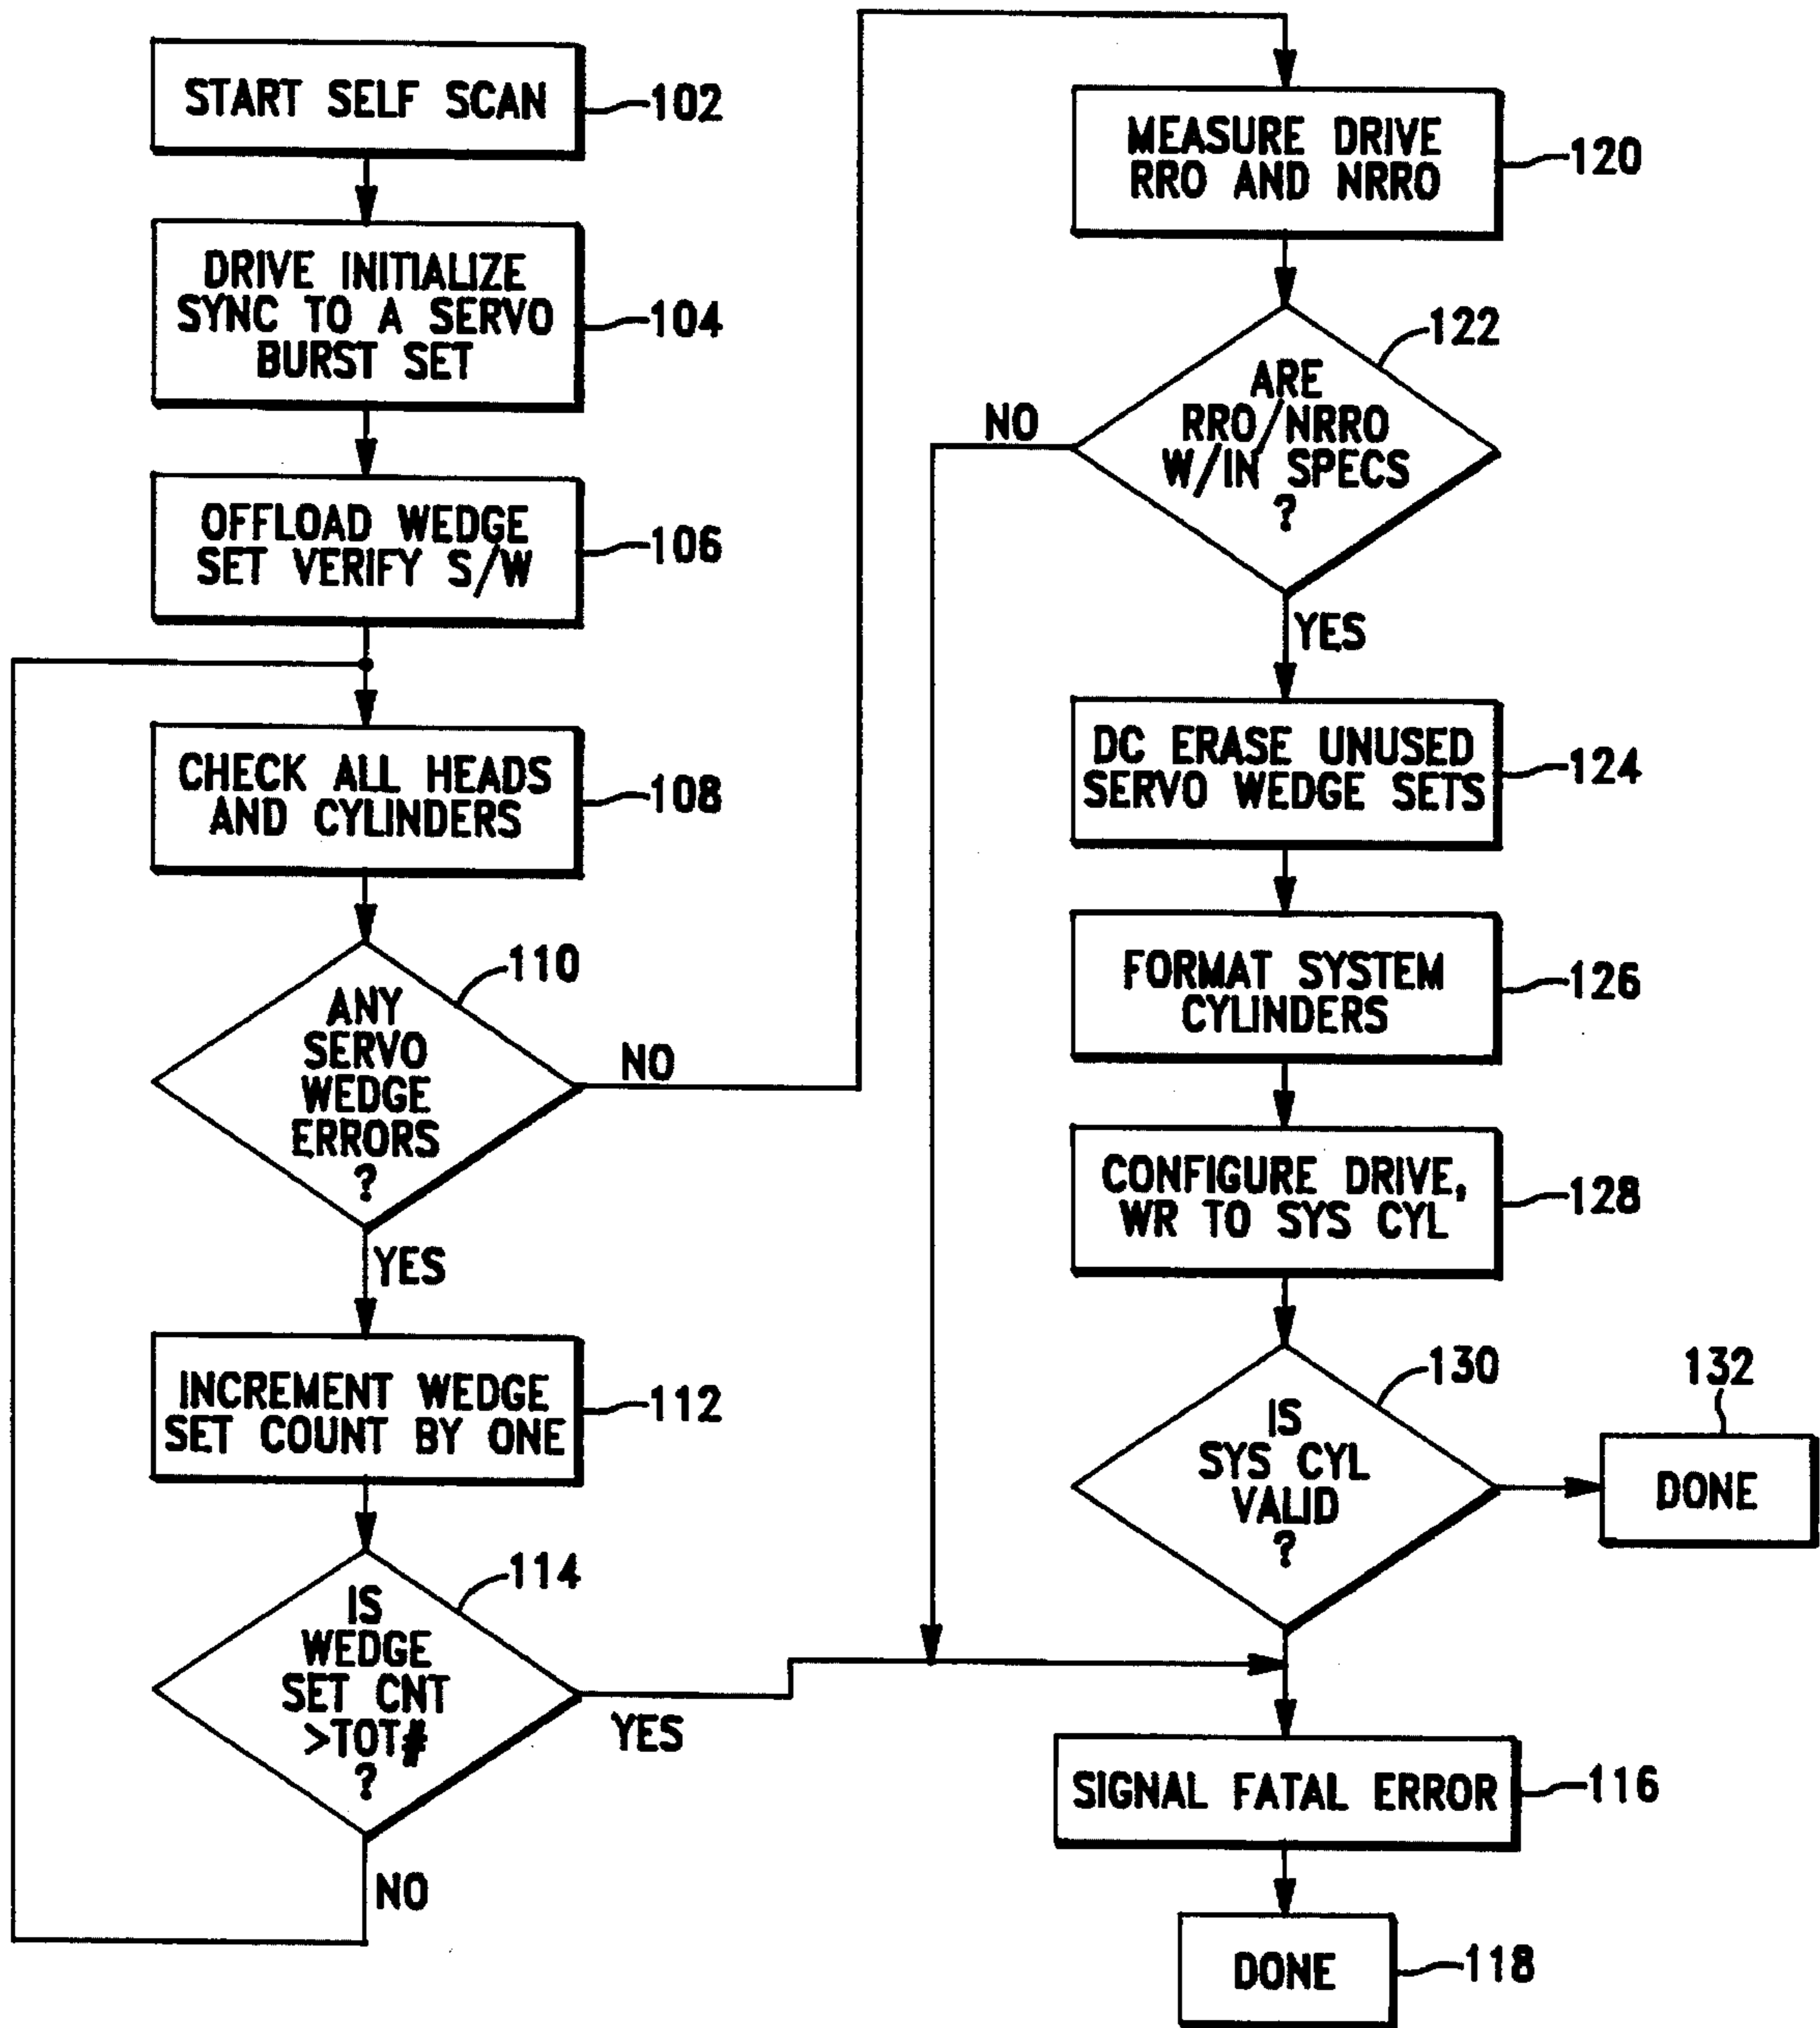 START SELF SCAN
102
DRIVE INITIALIZE
SYNC TO A SERVO
BURST SET
104
OFFLOAD WEDGE
SET VERIFY S/W
106
CHECK ALL HEADS
AND CYLINDERS
108
ANY
SERVO
WEDGE
ERRORS
?
110
NO
YES
INCREMENT WEDGE
SET COUNT BY ONE
112
IS
WEDGE
SET CNT
>TOT#
?
114
YES
NO
MEASURE DRIVE
RRO AND NRRO
120
ARE
RRO/NRRO
W/IN SPECS
?
122
NO
YES
DC ERASE UNUSED
SERVO WEDGE SETS
124
FORMAT SYSTEM
CYLINDERS
126
CONFIGURE DRIVE,
WR TO SYS CYL
128
IS
SYS CYL
VALID
?
130
132
DONE
SIGNAL FATAL ERROR
116
DONE
118